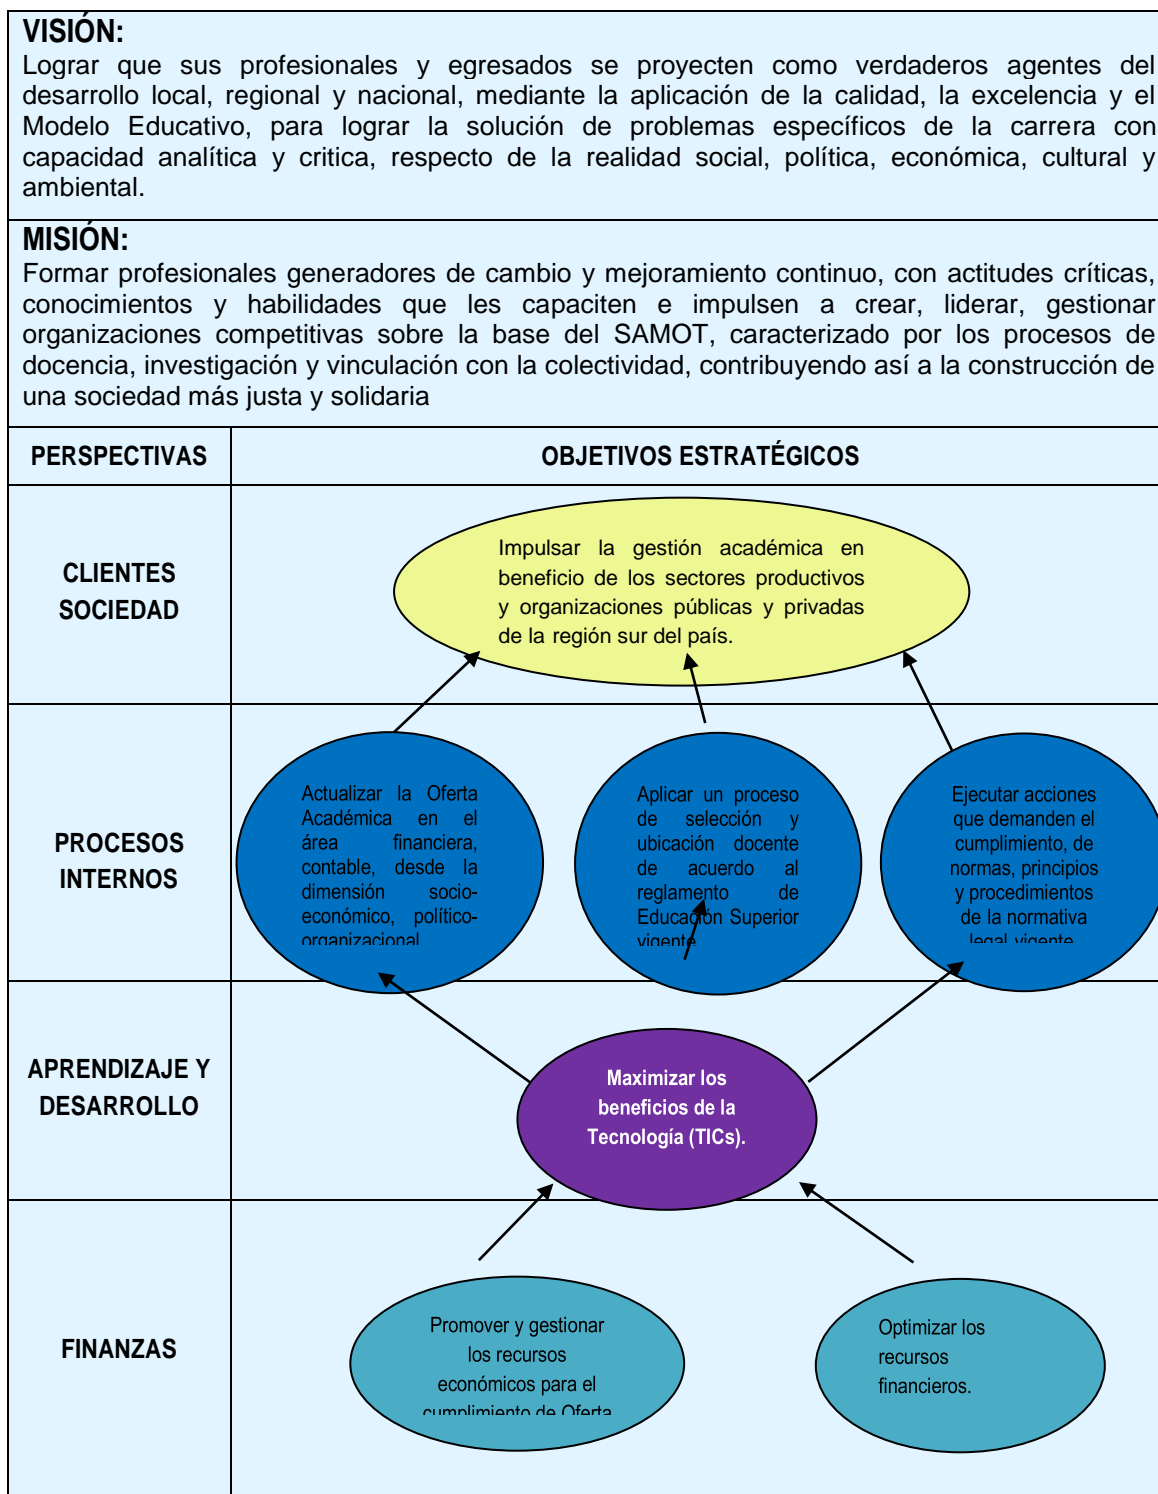 VISIÓN:
Lograr que sus profesionales y egresados se proyecten como verdaderos agentes del
desarrollo local, regional y nacional, mediante la aplicación de la calidad, la excelencia y el
Modelo Educativo, para lograr la solución de problemas específicos de la carrera con
capacidad analítica y critica, respecto de la realidad social, política, económica, cultural y
ambiental.
MISIÓN:
Formar profesionales generadores de cambio y mejoramiento continuo, con actitudes críticas,
conocimientos y habilidades que les capaciten e impulsen a crear, liderar, gestionar
organizaciones competitivas sobre la base del SAMOT, caracterizado por los procesos de
docencia, investigación y vinculación con la colectividad, contribuyendo así a la construcción de
una sociedad más justa y solidaria
PERSPECTIVAS
OBJETIVOS ESTRATÉGICOS
CLIENTES
SOCIEDAD
Impulsar la gestión académica en
beneficio de los sectores productivos
y organizaciones públicas y privadas
de la región sur del país.
PROCESOS
INTERNOS
Actualizar la Oferta
Académica en el
área financiera,
contable, desde la
dimensión socio-
económico, político-
organizacional
Aplicar un proceso
de selección y
ubicación docente
de acuerdo al
reglamento de
Educación Superior
vigente
Ejecutar acciones
que demanden el
cumplimiento, de
normas, principios
y procedimientos
de la normativa
legal vigente
APRENDIZAJE Y
DESARROLLO
Maximizar los
beneficios de la
Tecnología (TICs).
FINANZAS
Promover y gestionar
los recursos
económicos para el
cumplimiento de Oferta
Optimizar los
recursos
financieros.